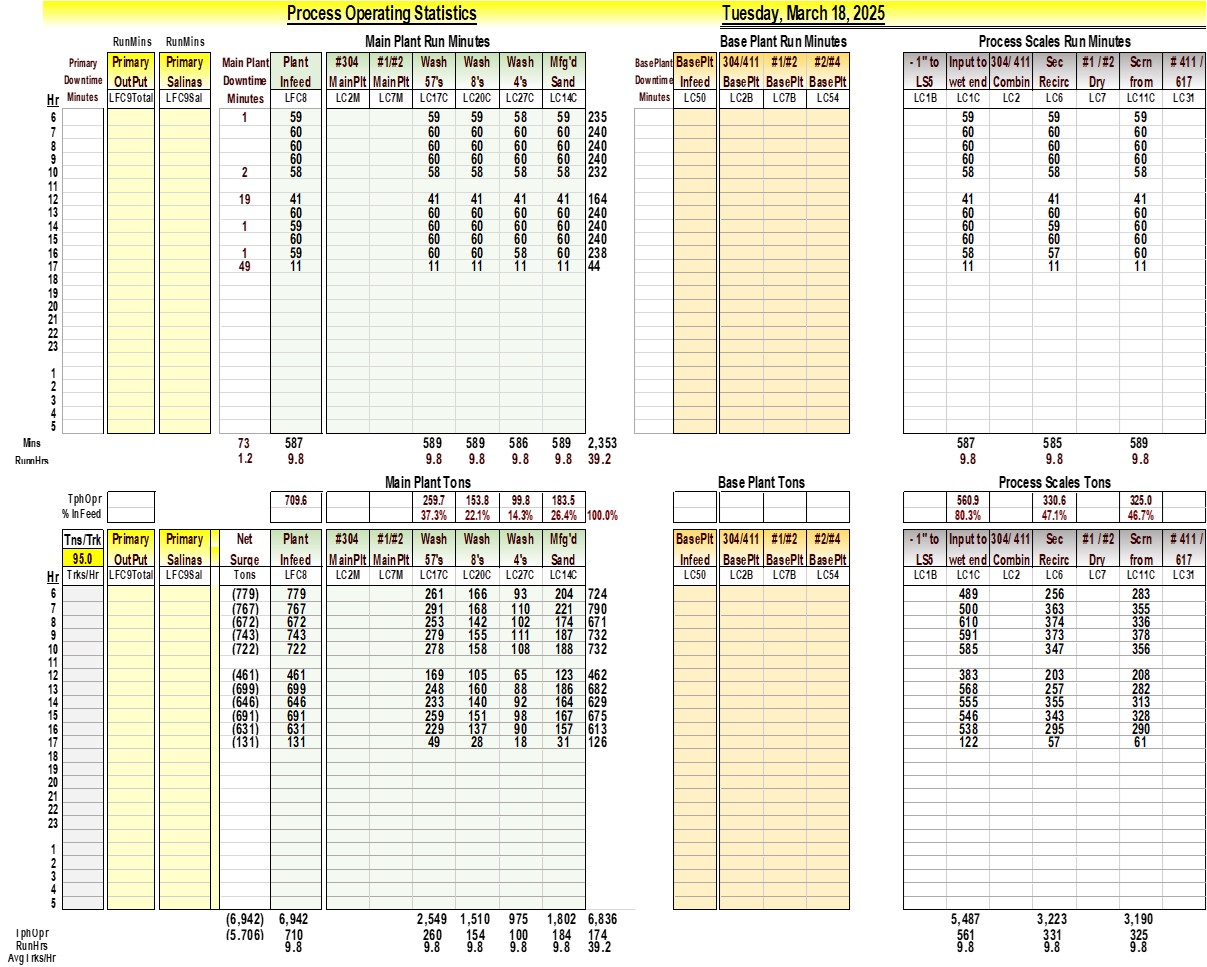 Process Operating Statistics Tuesday, March 18, 2025
RunMins RunMins Main Plant Run Minutes Base Plant Run Minutes Process Scales Run Minutes
Primary Primary Primary Main Plant Plant #304 #1/#2 Wash Wash Wash Mfg'd BasePlant BasePlt 304/411 #1/#2 #2/#4 - 1" to Input to 304/ 411 Sec #1 / #2 Scrn # 411 /
Downtime OutPut Salinas Downtime Infeed MainPlt MainPlt 57's 8's 4's Sand Downtime Infeed BasePlt BasePlt BasePlt LS5 wet end Combin Recirc Dry from 617
Hr Minutes LFC9Total LFC9Sal Minutes LFC8 LC2M LC7M LC17C LC20C LC27C LC14C Minutes LC50 LC2B LC7B LC54 LC1B LC1C LC2 LC6 LC7 LC11C LC31
6 1 59 59 59 58 59 235 59 59 59
7 60 60 60 60 60 240 60 60 60
8 60 60 60 60 60 240 60 60 60
9 60 60 60 60 60 240 60 60 60
10 2 58 58 58 58 58 232 58 58 58
11
12 19 41 41 41 41 41 164 41 41 41
13 60 60 60 60 60 240 60 60 60
14 1 59 60 60 60 60 240 60 59 60
15 60 60 60 60 60 240 60 60 60
16 1 59 60 60 58 60 238 58 57 60
17 49 11 11 11 11 11 44 11 11 11
18
19
20
21
22
23
1
2
3
4
5
Mins 73 587 589 589 586 589 2,353 587 585 589
RunnHrs 1.2 9.8 9.8 9.8 9.8 9.8 39.2 9.8 9.8 9.8
Main Plant Tons Base Plant Tons Process Scales Tons
TphOpr 709.6 259.7 153.8 99.8 183.5 560.9 330.6 325.0
% InFeed 37.3% 22.1% 14.3% 26.4% 100.0% 80.3% 47.1% 46.7%
Tns/Trk Primary Primary Net Plant #304 #1/#2 Wash Wash Wash Mfg'd BasePlt 304/411 #1/#2 #2/#4 - 1" to Input to 304/ 411 Sec #1 / #2 Scrn # 411 /
95.0 OutPut Salinas Surge Infeed MainPlt MainPlt 57's 8's 4's Sand Infeed BasePlt BasePlt BasePlt LS5 wet end Combin Recirc Dry from 617
Hr Trks/Hr LFC9Total LFC9Sal Tons LFC8 LC2M LC7M LC17C LC20C LC27C LC14C LC50 LC2B LC7B LC54 LC1B LC1C LC2 LC6 LC7 LC11C LC31
6 (779) 779 261 166 93 204 724 489 256 283
7 (767) 767 291 168 110 221 790 500 363 355
8 (672) 672 253 142 102 174 671 610 374 336
9 (743) 743 279 155 111 187 732 591 373 378
10 (722) 722 278 158 108 188 732 585 347 356
11
12 (461) 461 169 105 65 123 462 383 203 208
13 (699) 699 248 160 88 186 682 568 257 282
14 (646) 646 233 140 92 164 629 555 355 313
15 (691) 691 259 151 98 167 675 546 343 328
16 (631) 631 229 137 90 157 613 538 295 290
17 (131) 131 49 28 18 31 126 122 57 61
18
19
20
21
22
23
1
2
3
4
5
(6,942) 6,942 2,549 1,510 975 1,802 6,836 5,487 3,223 3,190
TphOpr (5,706) 710 260 154 100 184 174 561 331 325
RunHrs 9.8 9.8 9.8 9.8 9.8 39.2 9.8 9.8 9.8
Avg Trks/Hr